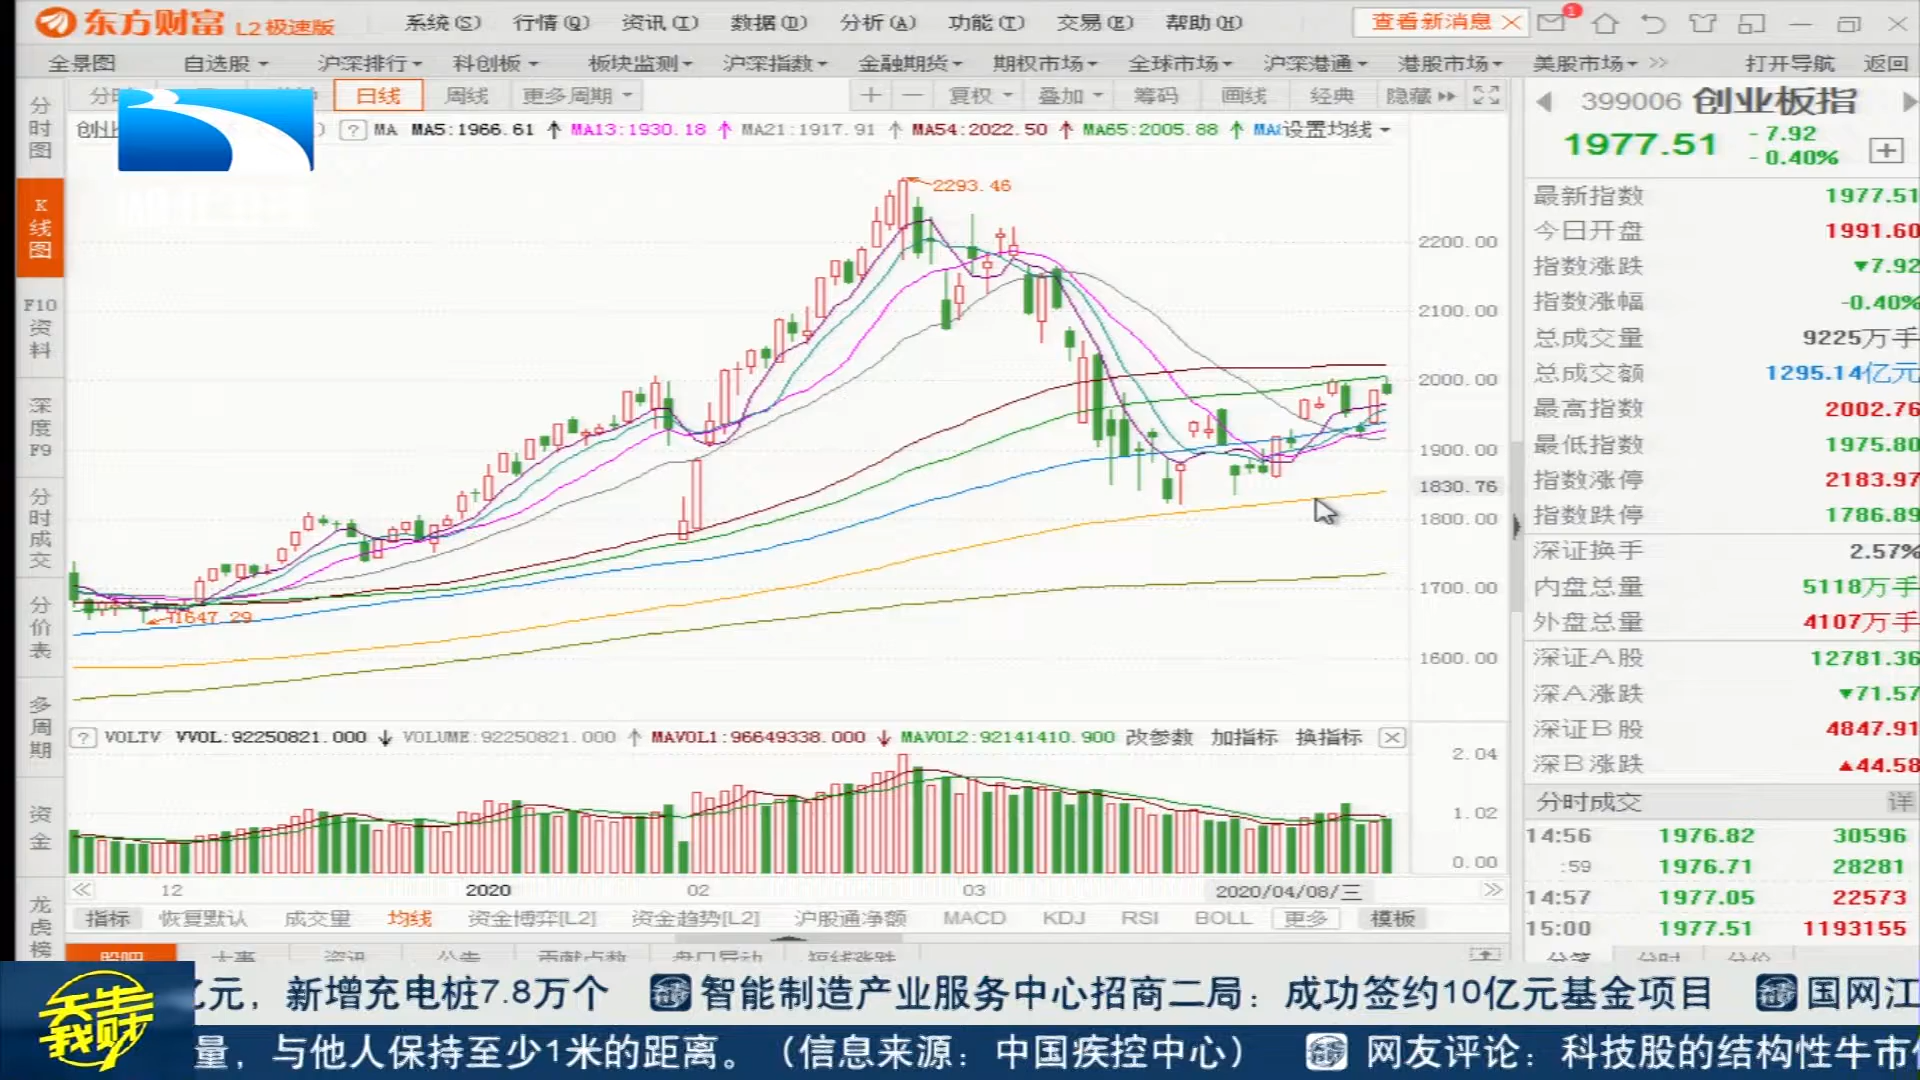 东方财富 L2极速版 系统(S) 行情(Q) 资讯(I) 数据(D) 分析(A) 功能(T) 交易(E) 帮助(H) 查看新消息 1
全景图 自选股 沪深排行 科创板 板块监测 沪深指数 金融期货 期权市场 全球市场 沪深港通 港股市场 美股市场 打开导航 返回
日线 周线 更多周期 + — 复权 叠加 筹码 画线 经典 隐藏
399006 创业板指
1977.51 -7.92
-0.40%
? MA MA5:1966.61 ↑ MA13:1930.18 ↑ MA21:1917.91 ↑ MA54:2022.50 ↑ MA65:2005.88 ↑ 设置均线
分时图
K线图
F10资料
深度F9
分时成交
分价表
多周期
资金
龙虎榜
2293.46
1647.29
2200.00
2100.00
2000.00
1900.00
1830.76
1800.00
1700.00
1600.00
最新指数 1977.51
今日开盘 1991.60
指数涨跌 ▼7.92
指数涨幅 -0.40%
总成交量 9225万手
总成交额 1295.14亿元
最高指数 2002.76
最低指数 1975.80
指数涨停 2183.97
指数跌停 1786.89
深证换手 2.57%
内盘总量 5118万手
外盘总量 4107万手
深证A股 12781.36
深A涨跌 ▼71.57
深证B股 4847.91
深B涨跌 ▲44.58
分时成交 详
14:56 1976.82 30596
:59 1976.71 28281
14:57 1977.05 22573
15:00 1977.51 1193155
? VOLTV VVOL:92250821.000 ↓ VOLUME:92250821.000 ↑ MAVOL1:96649338.000 ↓ MAVOL2:92141410.900 改参数 加指标 换指标
2.04
1.02
0.00
12 2020 02 03 2020/04/08/三
指标 恢复默认 成交量 均线 资金博弈[L2] 资金趋势[L2] 沪股通净额 MACD KDJ RSI BOLL 更多 模板
亿元，新增充电桩7.8万个 智能制造产业服务中心招商二局：成功签约10亿元基金项目 国网江
量，与他人保持至少1米的距离。（信息来源：中国疾控中心） 网友评论：科技股的结构性牛市